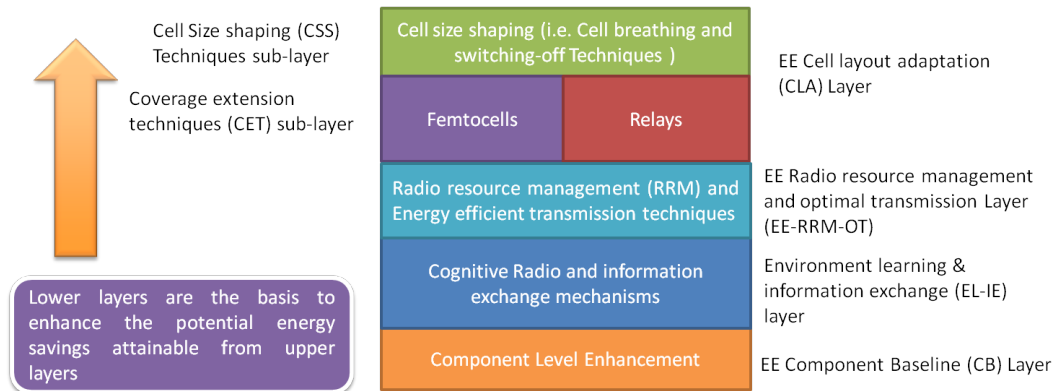 Cell Size shaping (CSS)
Techniques sub-layer
Coverage extension
techniques (CET) sub-layer
Lower layers are the basis to
enhance the potential energy
savings attainable from upper
layers
Cell size shaping (i.e. Cell breathing and
switching-off Techniques )
Femtocells
Relays
Radio resource management (RRM) and
Energy efficient transmission techniques
Cognitive Radio and information
exchange mechanisms
Component Level Enhancement
EE Cell layout adaptation
(CLA) Layer
EE Radio resource management
and optimal transmission Layer
(EE-RRM-OT)
Environment learning &
information exchange (EL-IE)
layer
EE Component Baseline (CB) Layer